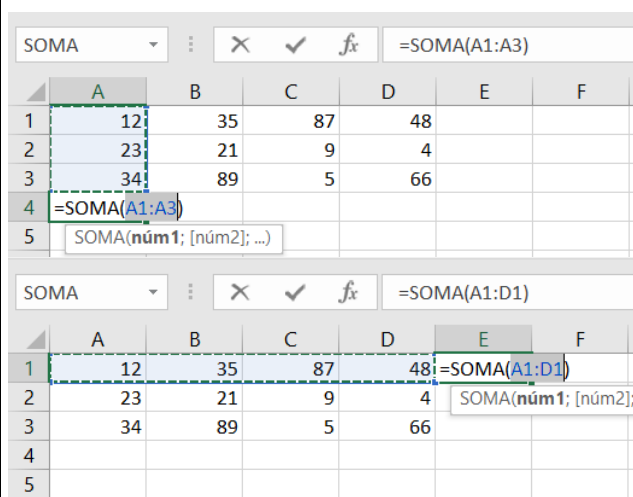 SOMA =SOMA(A1:A3)
A B C D E F
1 12 35 87 48
2 23 21 9 4
3 34 89 5 66
4 =SOMA(A1:A3)
5 SOMA(núm1; [núm2]; ...)
SOMA =SOMA(A1:D1)
A B C D E F
1 12 35 87 48 =SOMA(A1:D1)
2 23 21 9 4 SOMA(núm1; [núm2];
3 34 89 5 66
4
5